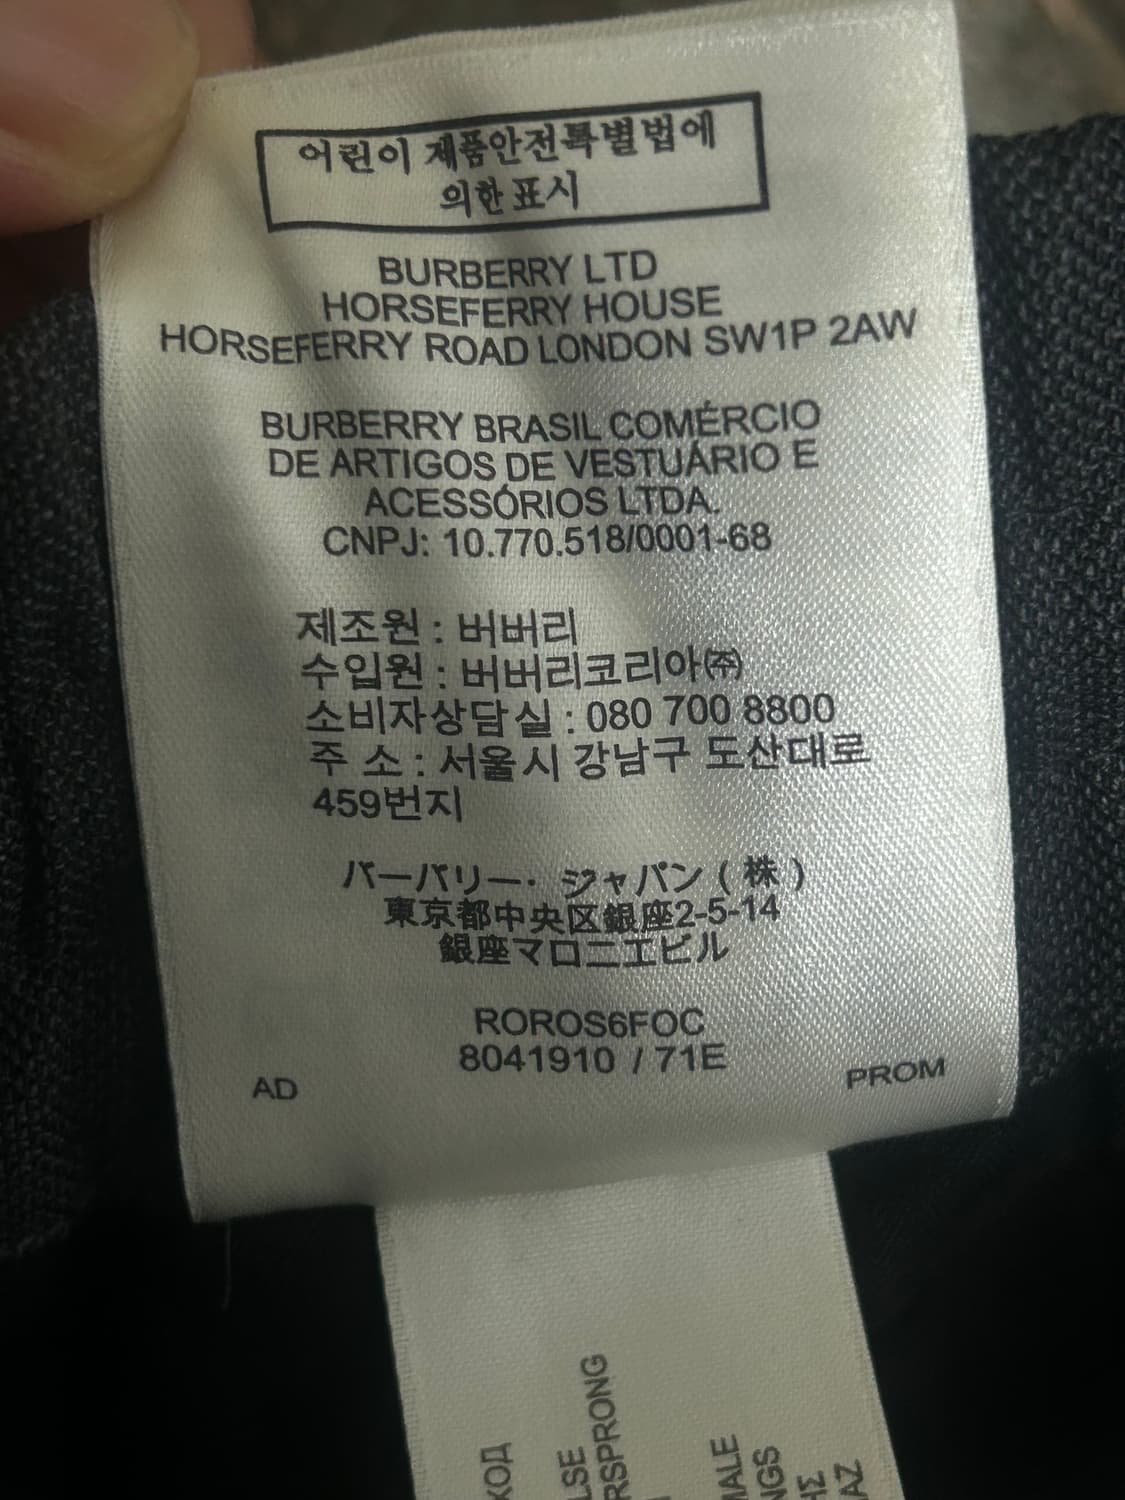 어린이 제품안전특별법에
의한 표시
BURBERRY LTD
HORSEFERRY HOUSE
HORSEFERRY ROAD LONDON SW1P 2AW
BURBERRY BRASIL COMÉRCIO
DE ARTIGOS DE VESTUÁRIO E
ACESSÓRIOS LTDA.
CNPJ: 10.770.518/0001-68
제조원 : 버버리
수입원 : 버버리코리아㈜
소비자상담실 : 080 700 8800
주 소 : 서울시 강남구 도산대로
459번지
バーバリー・ジャパン（株）
東京都中央区銀座2-5-14
銀座マロニエビル
ROROS6FOC
8041910 / 71E
AD
PROM